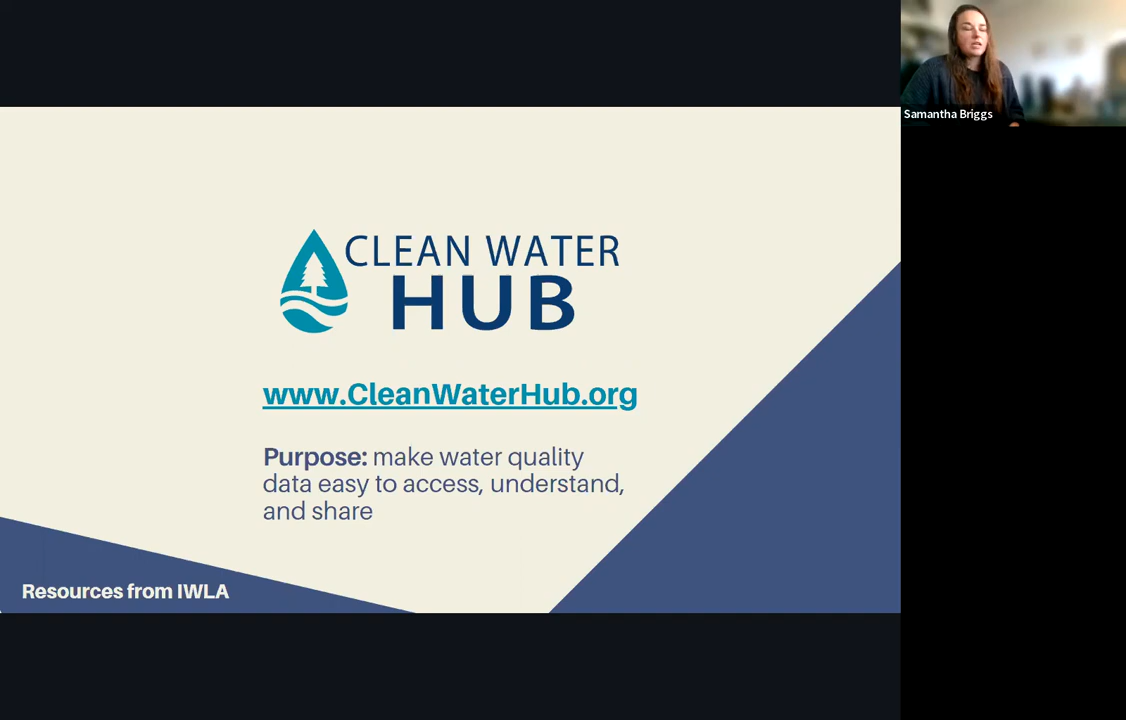 Samantha Briggs
CLEAN WATER
HUB
www.CleanWaterHub.org
Purpose: make water quality
data easy to access, understand,
and share
Resources from IWLA